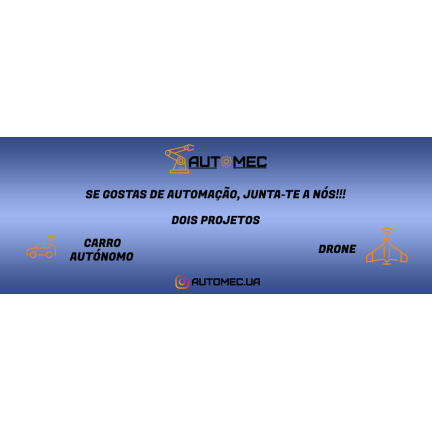 AUTOMEC
SE GOSTAS DE AUTOMAÇÃO, JUNTA-TE A NÓS!!!
DOIS PROJETOS
CARRO
AUTÓNOMO
DRONE
AUTOMEC.UA